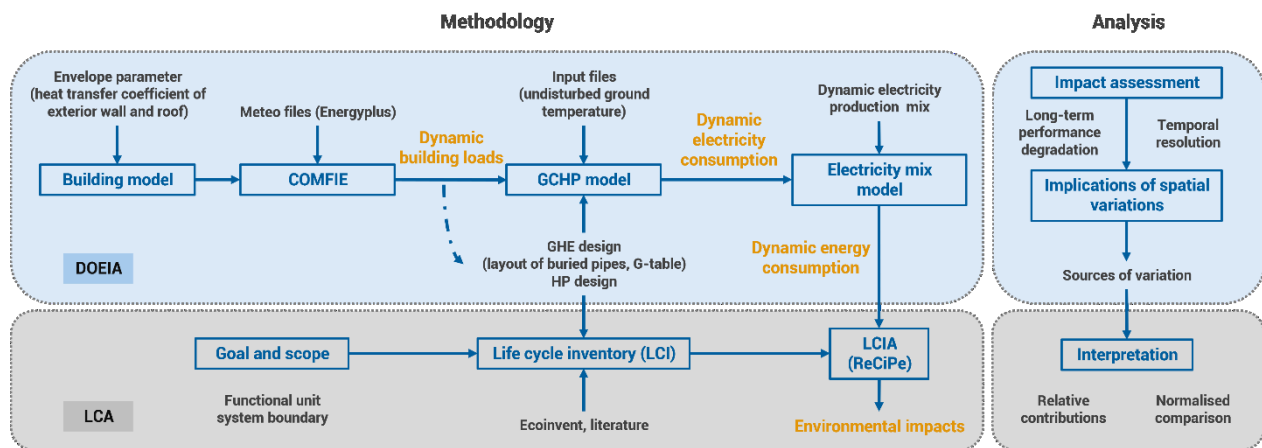 Methodology
Analysis
Envelope parameter
(heat transfer coefficient of
exterior wall and roof)
Meteo files (Energyplus)
Input files
(undisturbed ground
temperature)
Dynamic electricity
production mix
Dynamic
building loads
Dynamic
electricity
consumption
Building model
COMFIE
GCHP model
Electricity mix
model
GHE design
(layout of buried pipes, G-table)
HP design
Dynamic energy
consumption
DOEIA
Impact assessment
Long-term
performance
degradation
Temporal
resolution
Implications of spatial
variations
Sources of variation
Goal and scope
Life cycle inventory (LCI)
LCIA
(ReCiPe)
Functional unit
system boundary
Ecoinvent, literature
Environmental impacts
LCA
Interpretation
Relative
contributions
Normalised
comparison